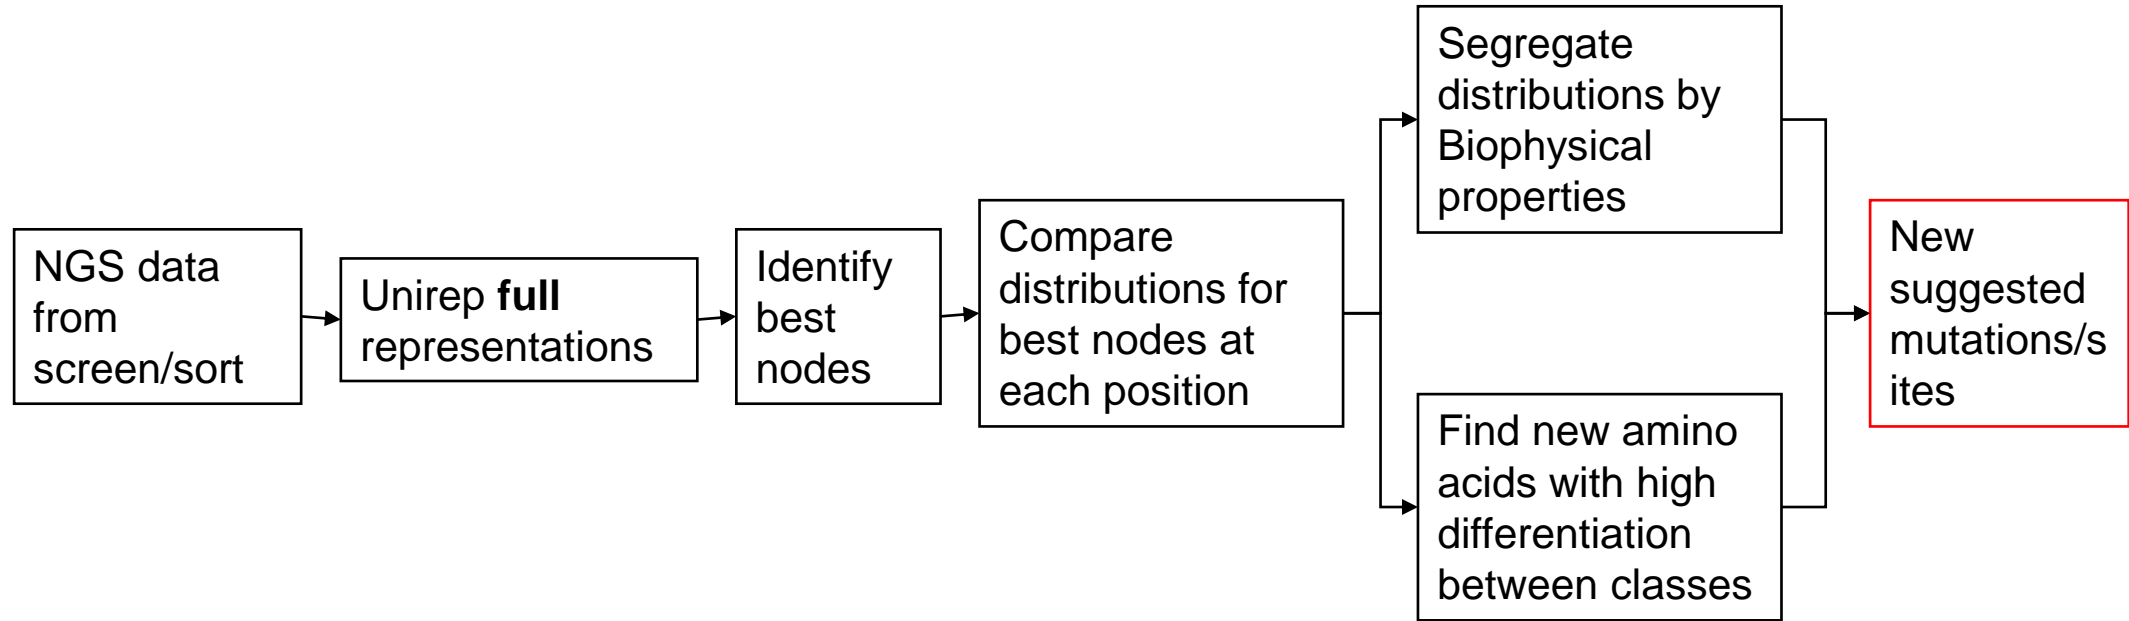 NGS data
from
screen/sort
Unirep full
representations
Identify
best
nodes
Compare
distributions for
best nodes at
each position
Segregate
distributions by
Biophysical
properties
Find new amino
acids with high
differentiation
between classes
New
suggested
mutations/s
ites